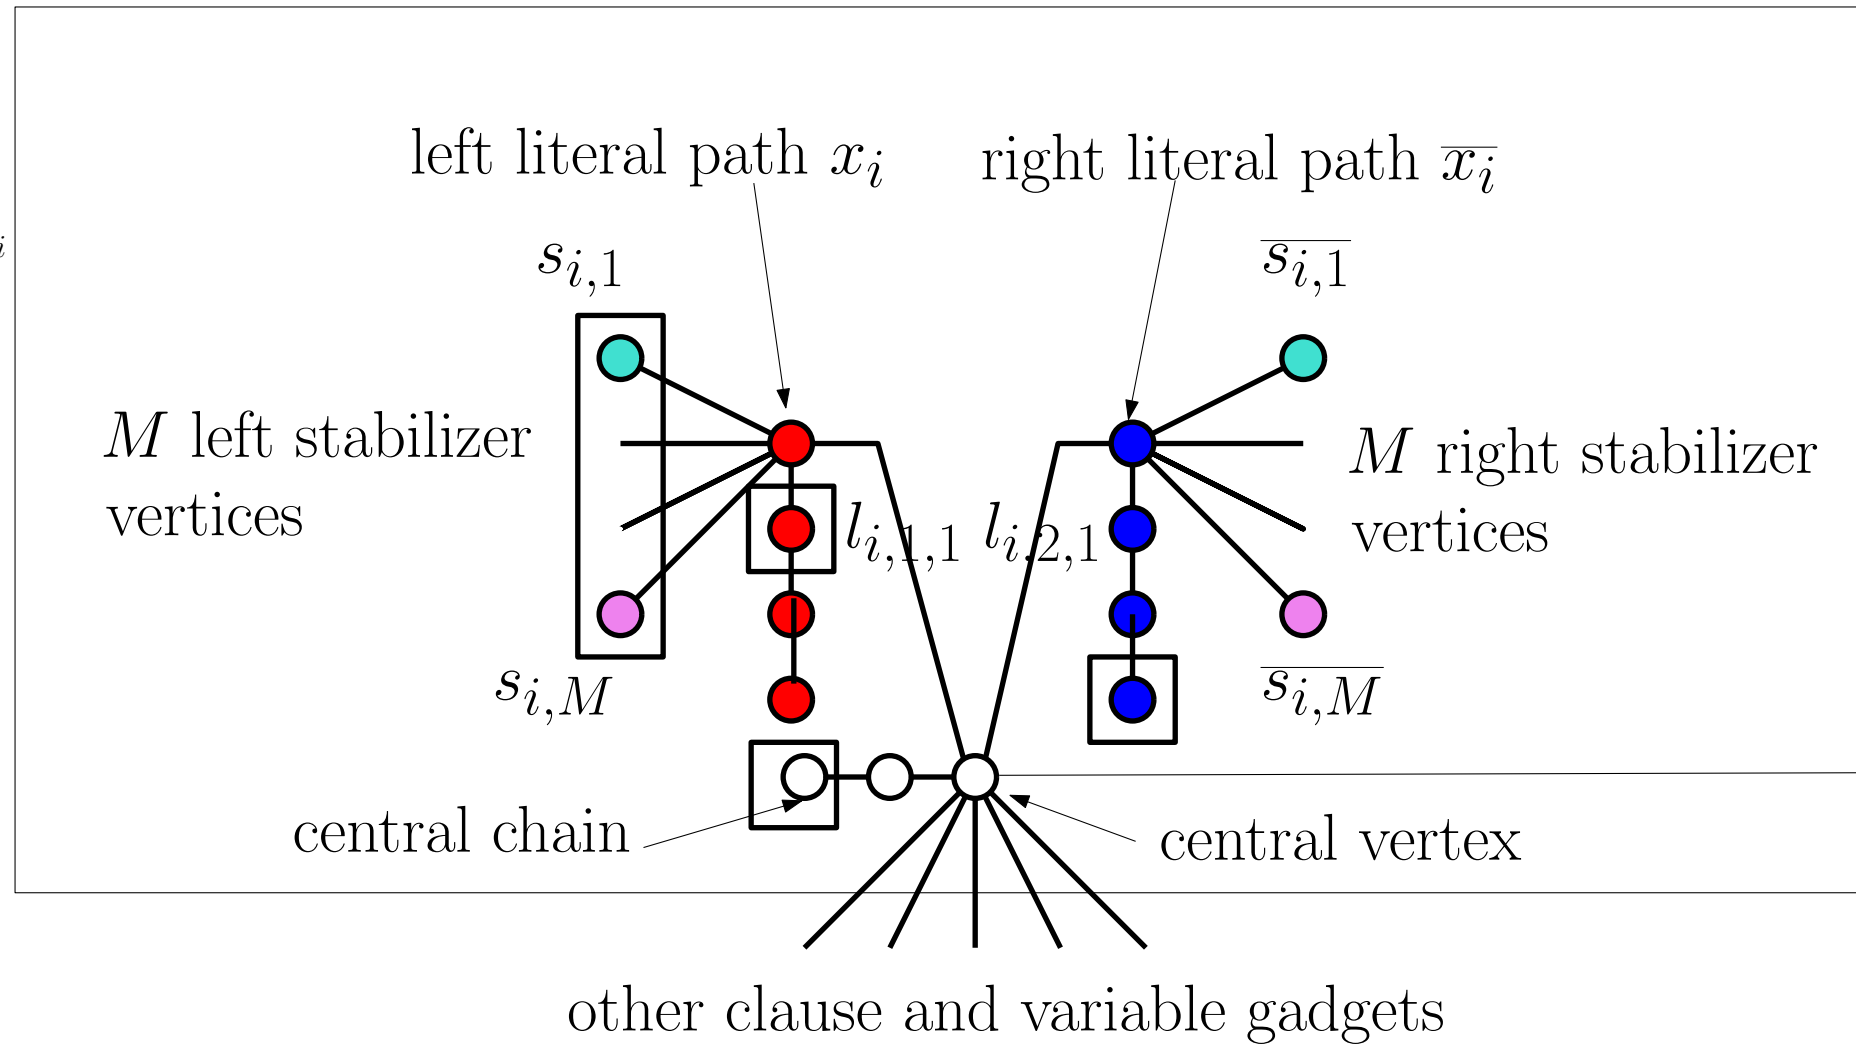 left literal path $x_i$
right literal path $\overline{x_i}$
$i$
$s_{i,1}$
$\overline{s_{i,1}}$
$M$ left stabilizer
vertices
$M$ right stabilizer
vertices
$l_{i,1,1}$
$l_{i,2,1}$
$s_{i,M}$
$\overline{s_{i,M}}$
central chain
central vertex
other clause and variable gadgets